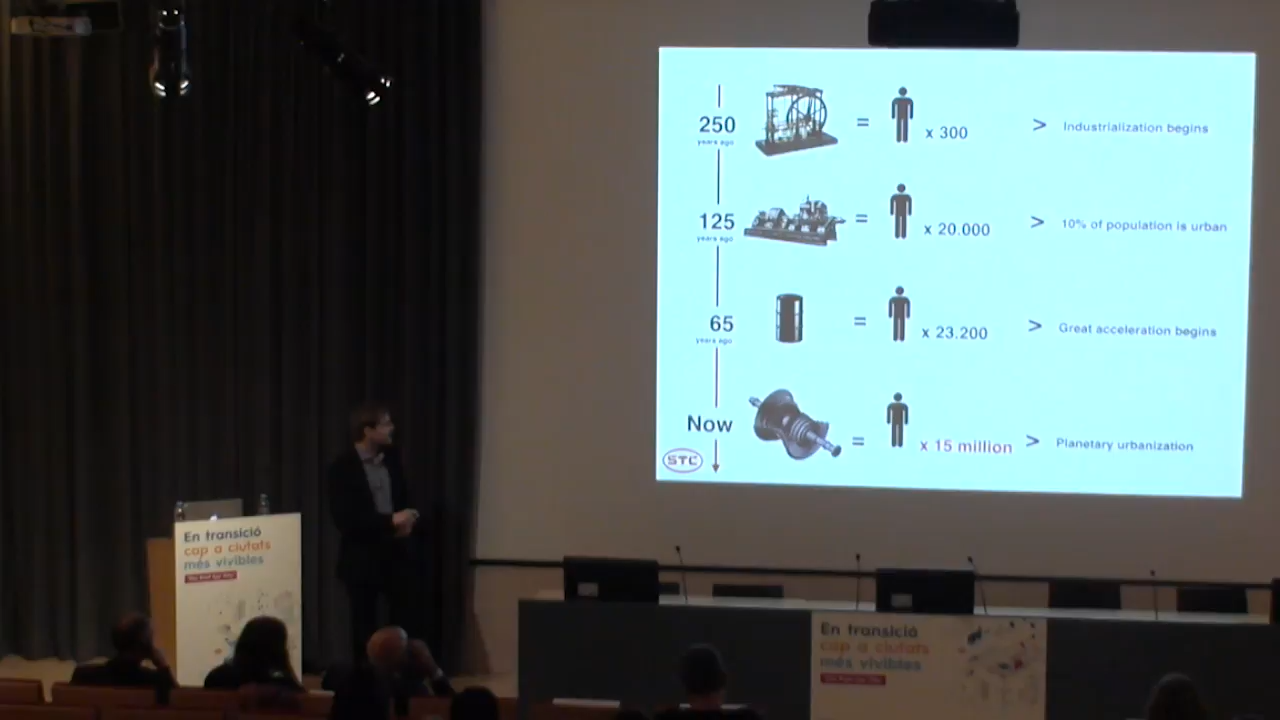 250
years ago
=
x 300
>
Industrialization begins
125
years ago
=
x 20.000
>
10% of population is urban
65
years ago
=
x 23.200
>
Great acceleration begins
Now
=
x 15 million
>
Planetary urbanization
STC
En transició
cap a ciutats
més vivibles
En transició
cap a ciutats
més vivibles